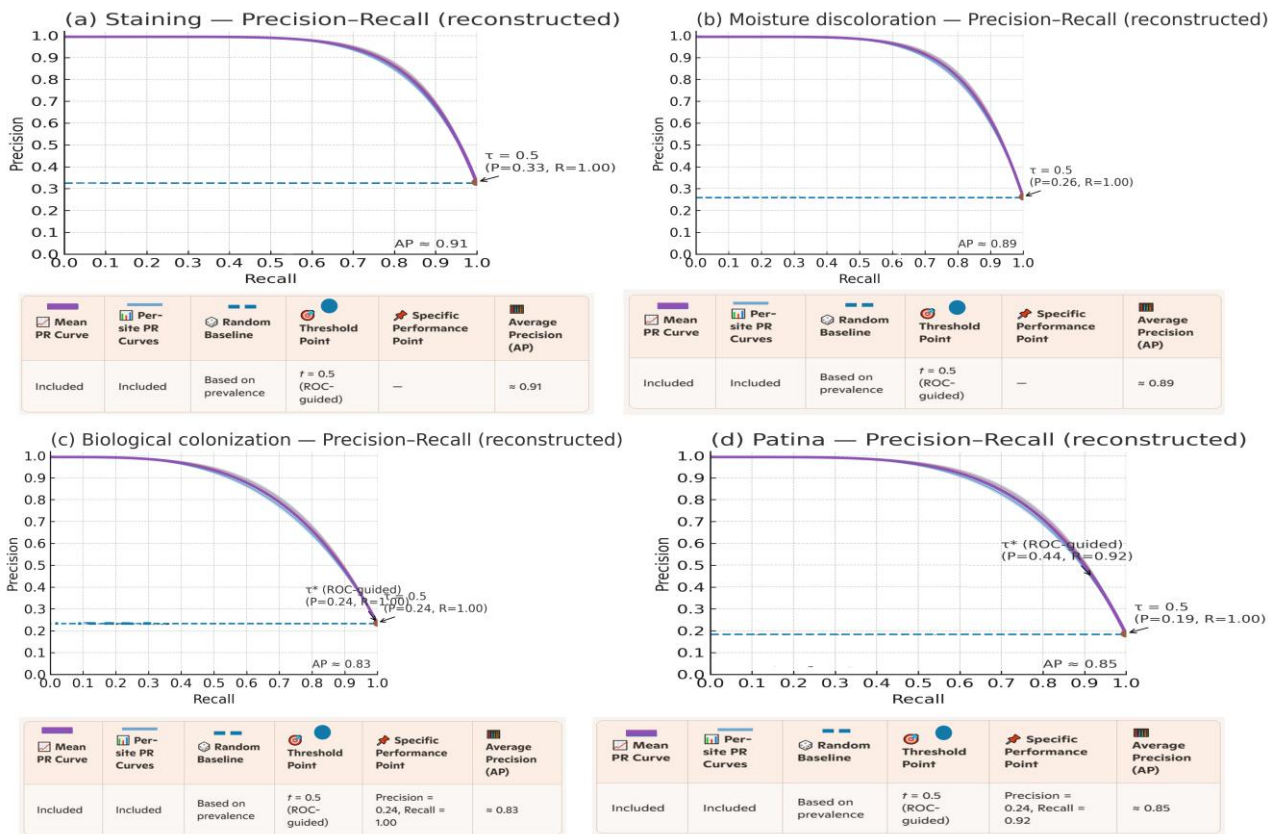 (a) Staining — Precision–Recall (reconstructed)
1.0
0.9
0.8
0.7
0.6
0.5
0.4
0.3
0.2
0.1
0.0
Precision
τ = 0.5
(P=0.33, R=1.00)
AP ≈ 0.91
0.0 0.1 0.2 0.3 0.4 0.5 0.6 0.7 0.8 0.9 1.0
Recall
Mean PR Curve
Per-site PR Curves
Random Baseline
Threshold Point
Specific Performance Point
Average Precision (AP)
Included
Included
Based on prevalence
t = 0.5 (ROC-guided)
—
≈ 0.91
(b) Moisture discoloration — Precision–Recall (reconstructed)
1.0
0.9
0.8
0.7
0.6
0.5
0.4
0.3
0.2
0.1
0.0
Precision
τ = 0.5
(P=0.26, R=1.00)
AP ≈ 0.89
0.0 0.1 0.2 0.3 0.4 0.5 0.6 0.7 0.8 0.9 1.0
Recall
Mean PR Curve
Per-site PR Curves
Random Baseline
Threshold Point
Specific Performance Point
Average Precision (AP)
Included
Included
Based on prevalence
t = 0.5 (ROC-guided)
—
≈ 0.89
(c) Biological colonization — Precision–Recall (reconstructed)
1.0
0.9
0.8
0.7
0.6
0.5
0.4
0.3
0.2
0.1
0.0
Precision
τ* (ROC-guided)
(P=0.24, R=1.00)
τ = 0.5
(P=0.24, R=1.00)
AP ≈ 0.83
0.0 0.1 0.2 0.3 0.4 0.5 0.6 0.7 0.8 0.9 1.0
Recall
Mean PR Curve
Per-site PR Curves
Random Baseline
Threshold Point
Specific Performance Point
Average Precision (AP)
Included
Included
Based on prevalence
t = 0.5 (ROC-guided)
Precision = 0.24, Recall = 1.00
≈ 0.83
(d) Patina — Precision–Recall (reconstructed)
1.0
0.9
0.8
0.7
0.6
0.5
0.4
0.3
0.2
0.1
0.0
Precision
τ* (ROC-guided)
(P=0.44, R=0.92)
τ = 0.5
(P=0.19, R=1.00)
AP ≈ 0.85
0.0 0.1 0.2 0.3 0.4 0.5 0.6 0.7 0.8 0.9 1.0
Recall
Mean PR Curve
Per-site PR Curves
Random Baseline
Threshold Point
Specific Performance Point
Average Precision (AP)
Included
Included
Based on prevalence
t = 0.5 (ROC-guided)
Precision = 0.24, Recall = 0.92
≈ 0.85